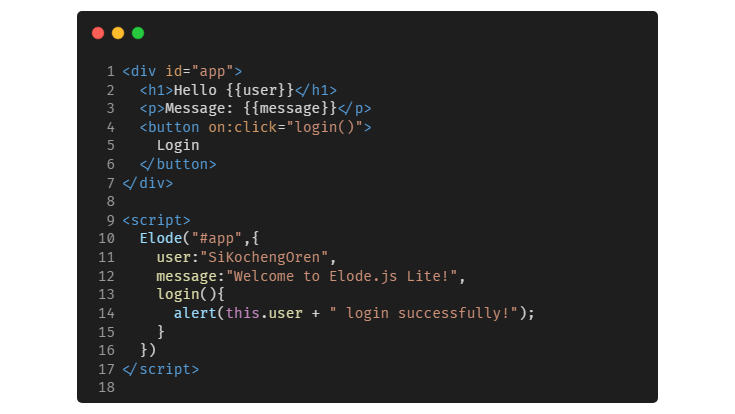 1 <div id="app">
2   <h1>Hello {{user}}</h1>
3   <p>Message: {{message}}</p>
4   <button on:click="login()">
5     Login
6   </button>
7 </div>
8
9 <script>
10   Elode("#app",{
11     user:"SiKochengOren",
12     message:"Welcome to Elode.js Lite!",
13     login(){
14       alert(this.user + " login successfully!");
15     }
16   })
17 </script>
18